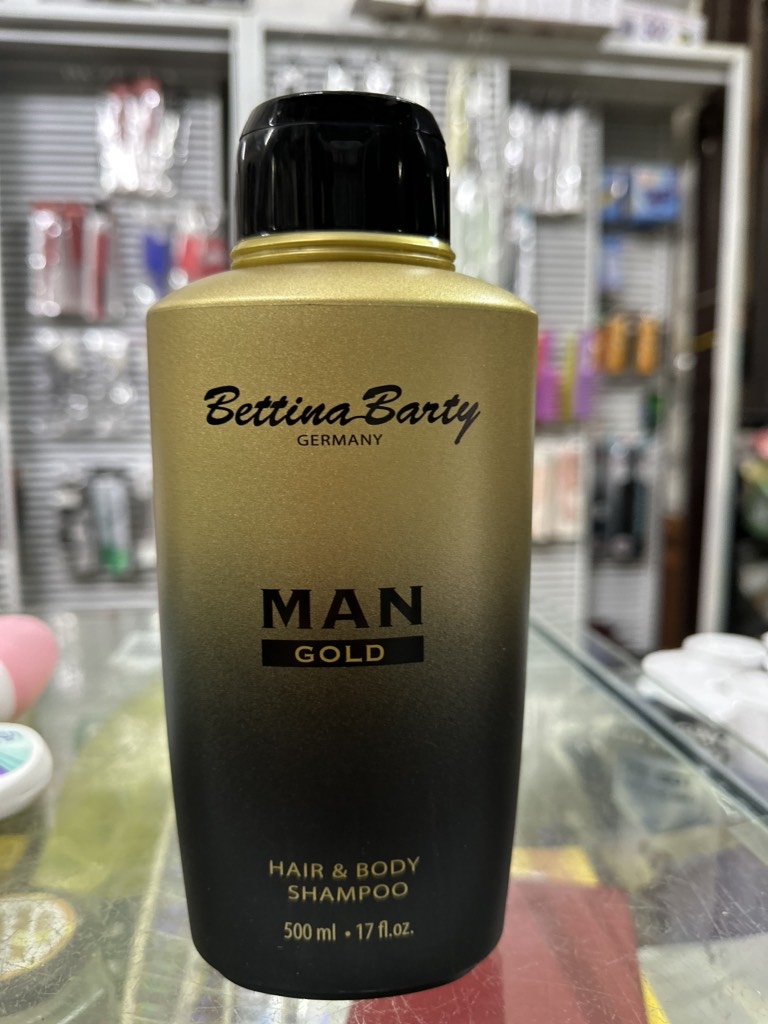 Bettina Barty
GERMANY
MAN
GOLD
HAIR & BODY
SHAMPOO
500 ml • 17 fl.oz.